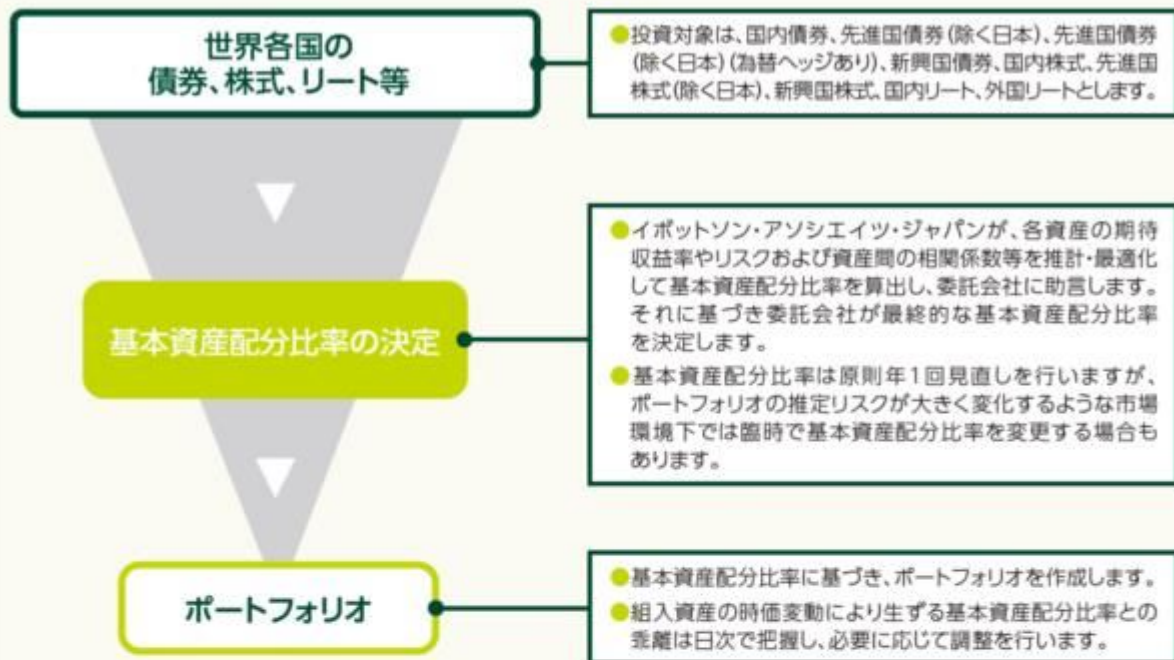 世界各国の
債券、株式、リート等
●投資対象は、国内債券、先進国債券(除く日本)、先進国債券
(除く日本)(為替ヘッジあり)、新興国債券、国内株式、先進国
株式(除く日本)、新興国株式、国内リート、外国リートとします。
基本資産配分比率の決定
●イボットソン・アソシエイツ・ジャパンが、各資産の期待
収益率やリスクおよび資産間の相関係数等を推計・最適化
して基本資産配分比率を算出し、委託会社に助言します。
それに基づき委託会社が最終的な基本資産配分比率
を決定します。
●基本資産配分比率は原則年1回見直しを行いますが、
ポートフォリオの推定リスクが大きく変化するような市場
環境下では臨時で基本資産配分比率を変更する場合も
あります。
ポートフォリオ
●基本資産配分比率に基づき、ポートフォリオを作成します。
●組入資産の時価変動により生ずる基本資産配分比率との
乖離は日次で把握し、必要に応じて調整を行います。